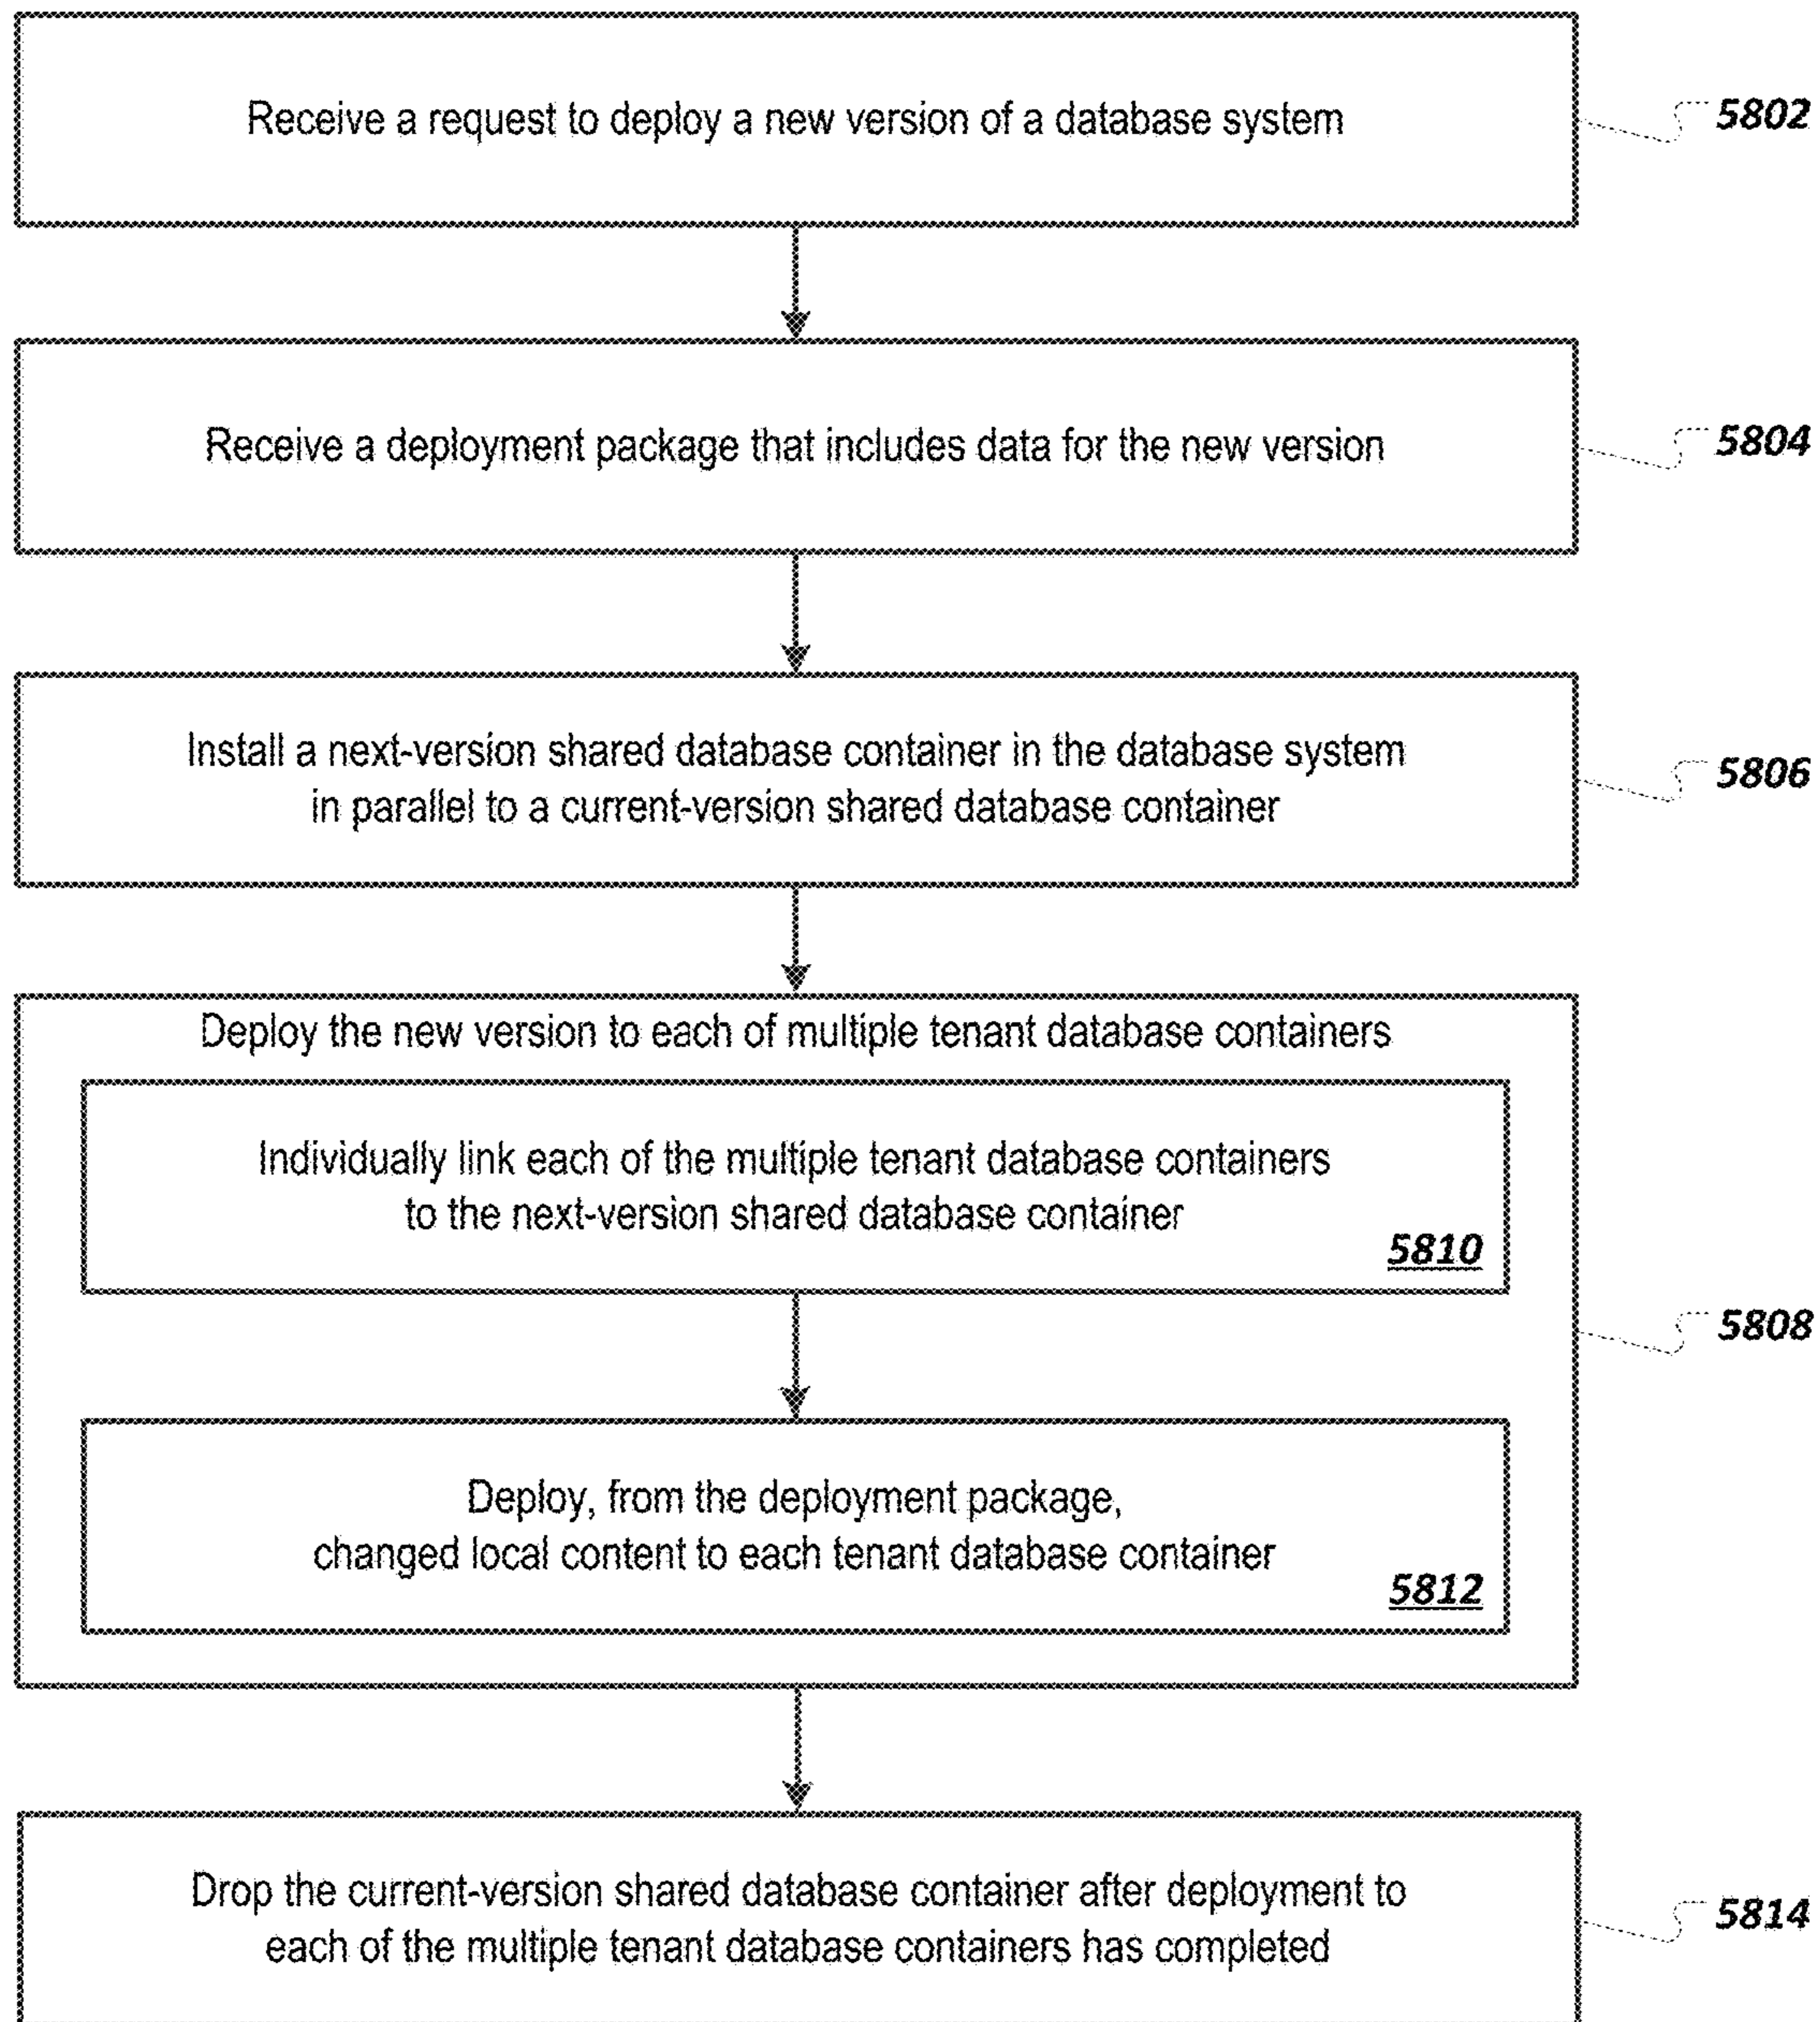 Receive a request to deploy a new version of a database system
5802
Receive a deployment package that includes data for the new version
5804
Install a next-version shared database container in the database system
in parallel to a current-version shared database container
5806
Deploy the new version to each of multiple tenant database containers
Individually link each of the multiple tenant database containers
to the next-version shared database container
5810
5808
Deploy, from the deployment package,
changed local content to each tenant database container
5812
Drop the current-version shared database container after deployment to
each of the multiple tenant database containers has completed
5814